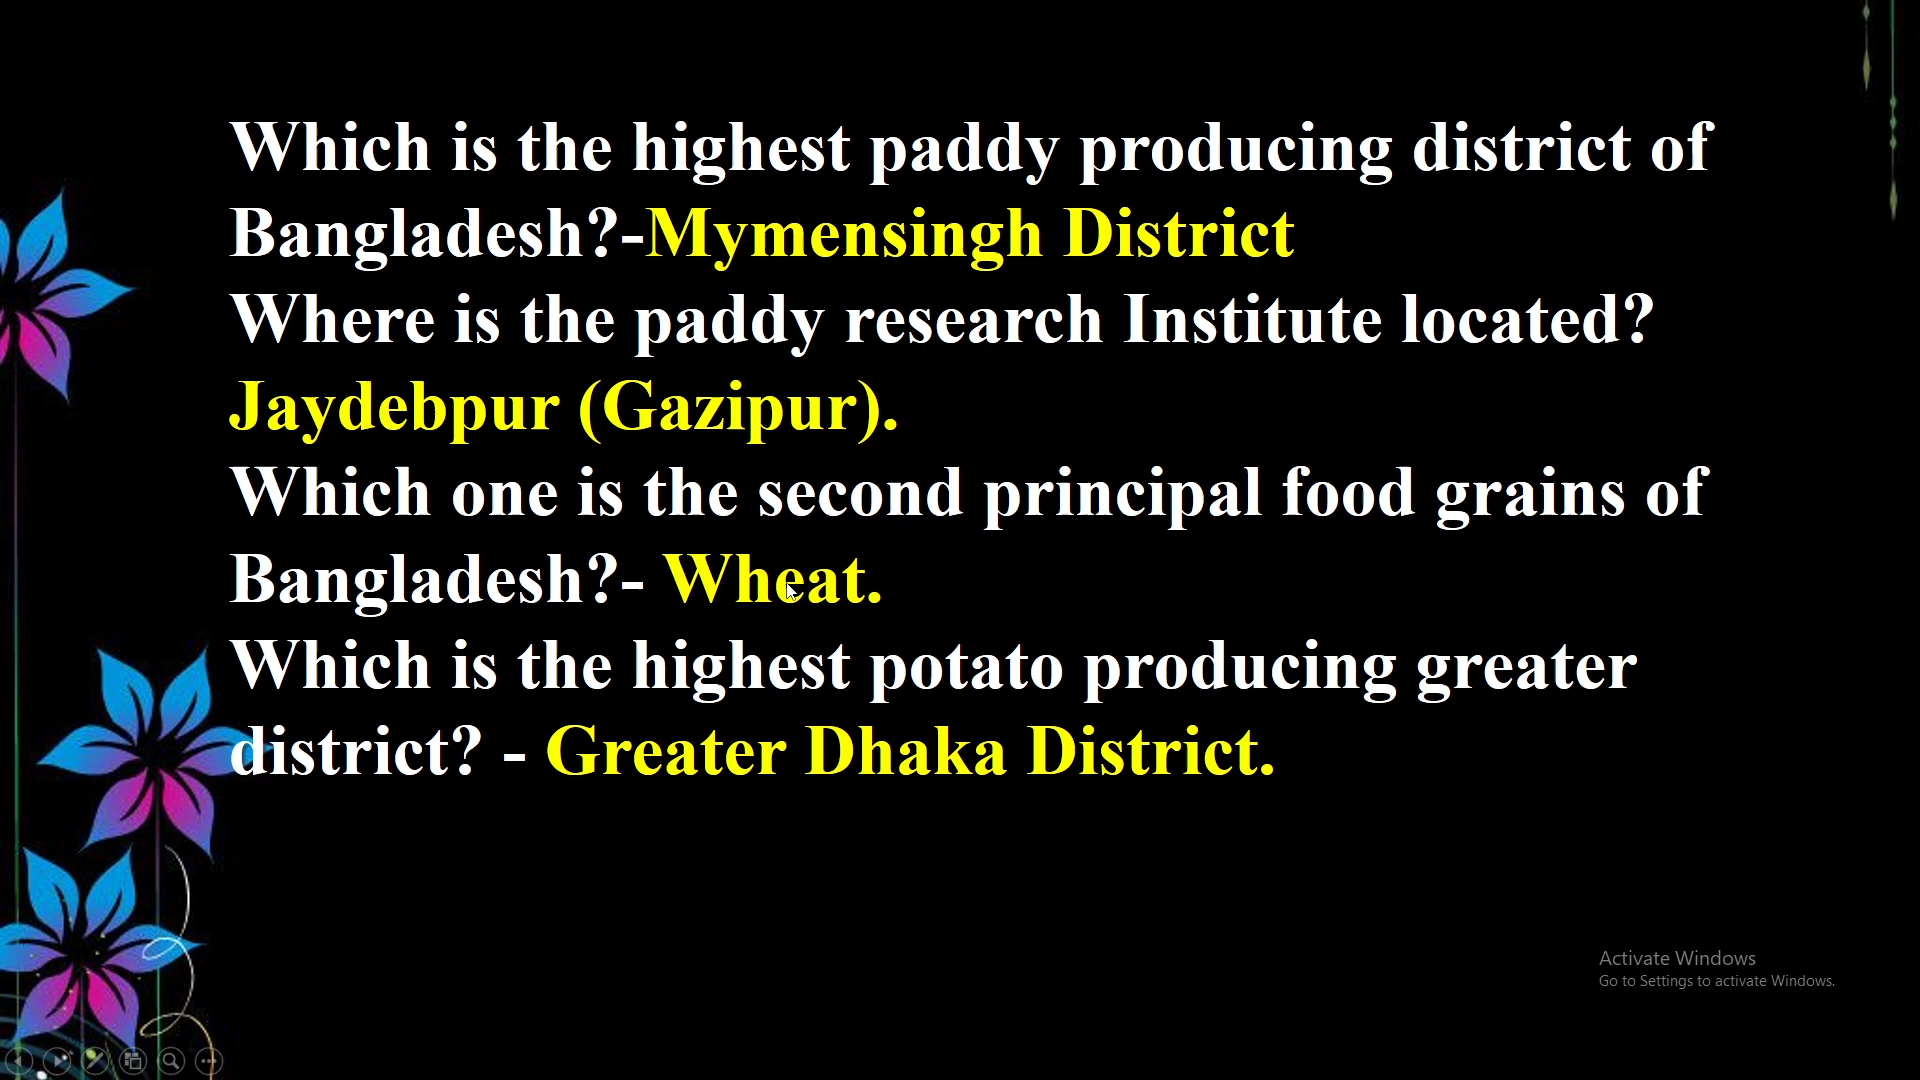 Which is the highest paddy producing district of
Bangladesh?-Mymensingh District
Where is the paddy research Institute located?
Jaydebpur (Gazipur).
Which one is the second principal food grains of
Bangladesh?- Wheat.
Which is the highest potato producing greater
district? - Greater Dhaka District.
Activate Windows
Go to Settings to activate Windows.